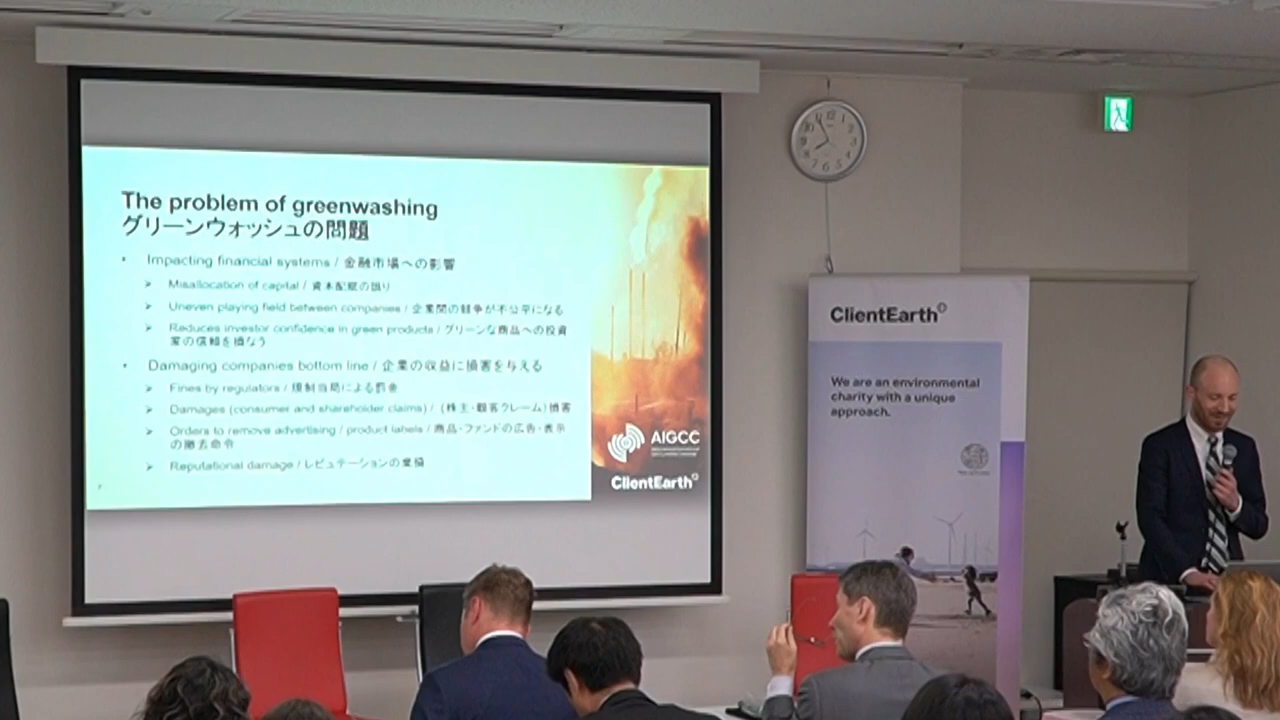 The problem of greenwashing
グリーンウォッシュの問題
• Impacting financial systems / 金融市場への影響
➤ Misallocation of capital / 資本配賦の誤り
➤ Uneven playing field between companies / 企業間の競争が不公平になる
➤ Reduces investor confidence in green products / グリーンな商品への投資
家の信頼を損なう
• Damaging companies bottom line / 企業の収益に損害を与える
➤ Fines by regulators / 規制当局による罰金
➤ Damages (consumer and shareholder claims) / (株主・顧客クレーム)損害
➤ Orders to remove advertising / product labels / 商品・ファンドの広告・表示
の撤去命令
➤ Reputational damage / レピュテーションの棄損
AIGCC
ClientEarth
ClientEarth
We are an environmental
charity with a unique
approach.